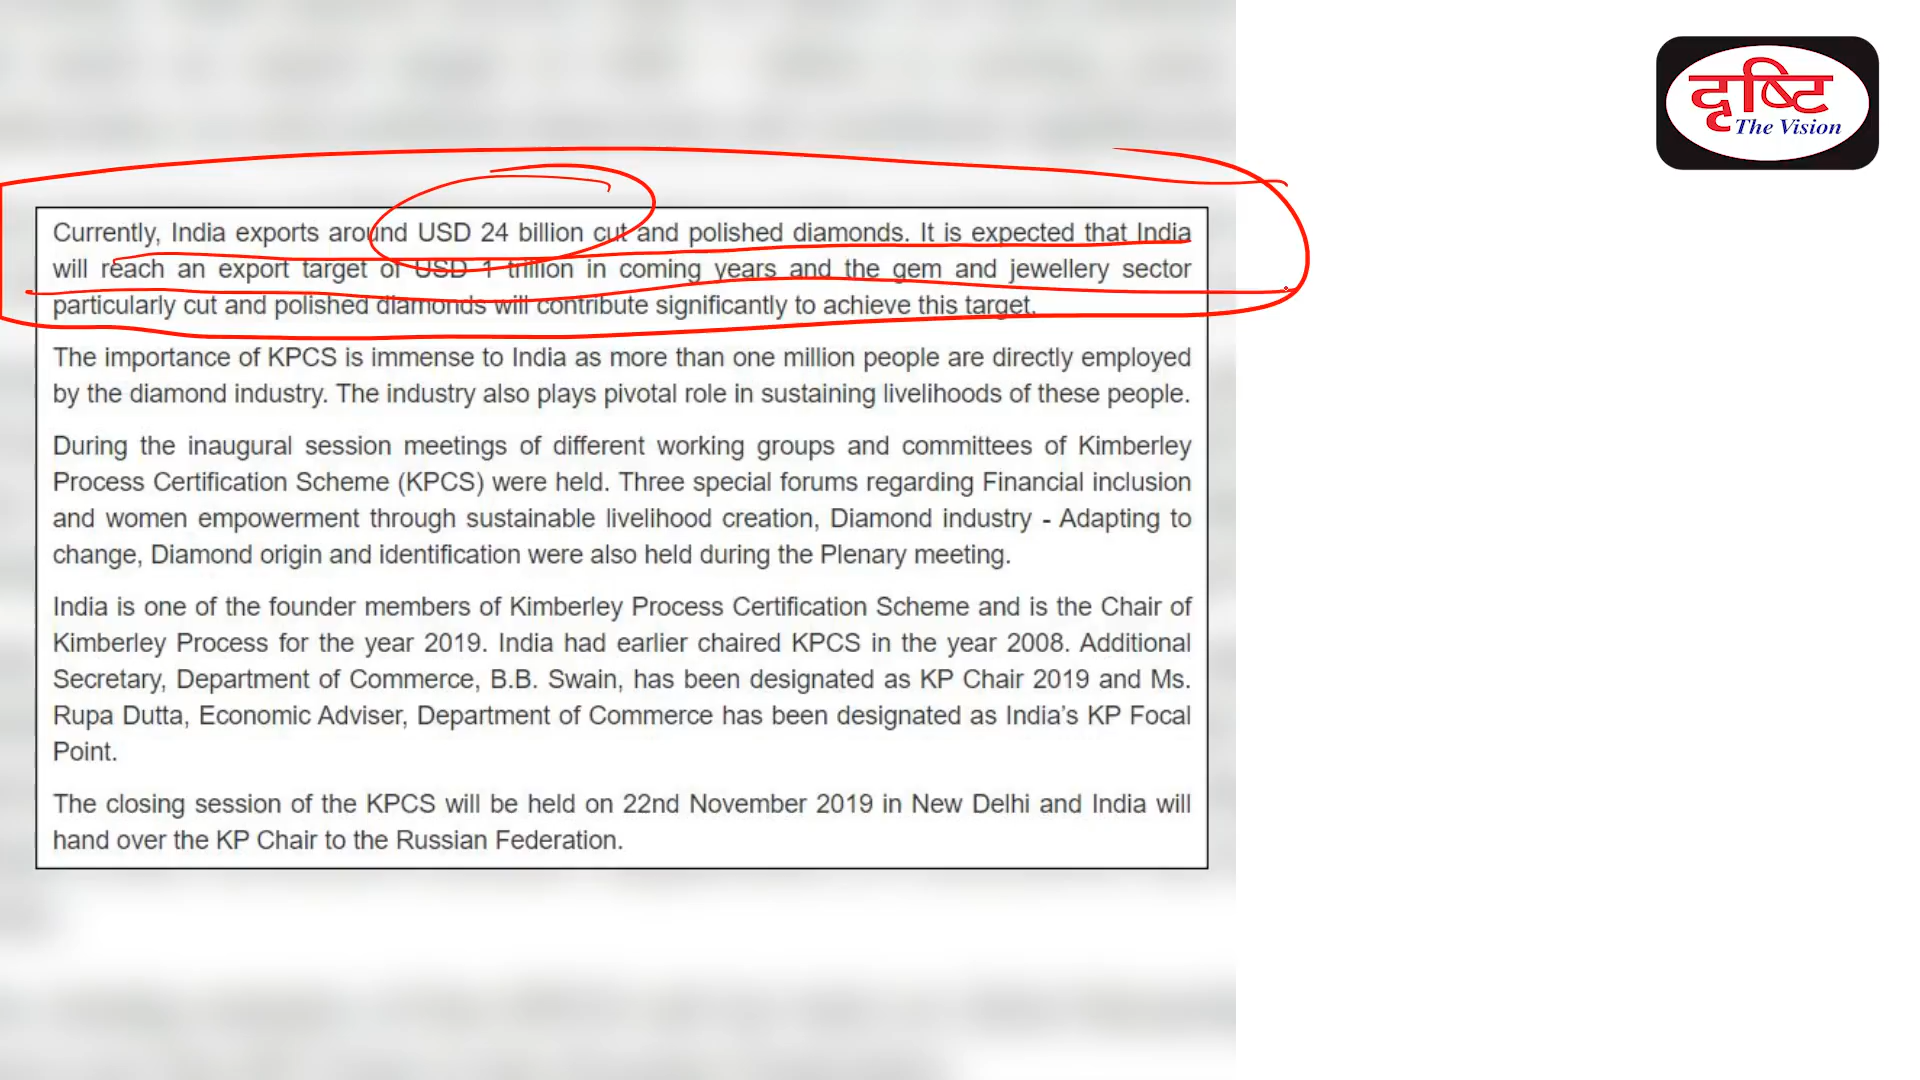 दृष्टि
The Vision
Currently, India exports around USD 24 billion cut and polished diamonds. It is expected that India
will reach an export target of USD 1 trillion in coming years and the gem and jewellery sector
particularly cut and polished diamonds will contribute significantly to achieve this target.
The importance of KPCS is immense to India as more than one million people are directly employed
by the diamond industry. The industry also plays pivotal role in sustaining livelihoods of these people.
During the inaugural session meetings of different working groups and committees of Kimberley
Process Certification Scheme (KPCS) were held. Three special forums regarding Financial inclusion
and women empowerment through sustainable livelihood creation, Diamond industry - Adapting to
change, Diamond origin and identification were also held during the Plenary meeting.
India is one of the founder members of Kimberley Process Certification Scheme and is the Chair of
Kimberley Process for the year 2019. India had earlier chaired KPCS in the year 2008. Additional
Secretary, Department of Commerce, B.B. Swain, has been designated as KP Chair 2019 and Ms.
Rupa Dutta, Economic Adviser, Department of Commerce has been designated as India's KP Focal
Point.
The closing session of the KPCS will be held on 22nd November 2019 in New Delhi and India will
hand over the KP Chair to the Russian Federation.